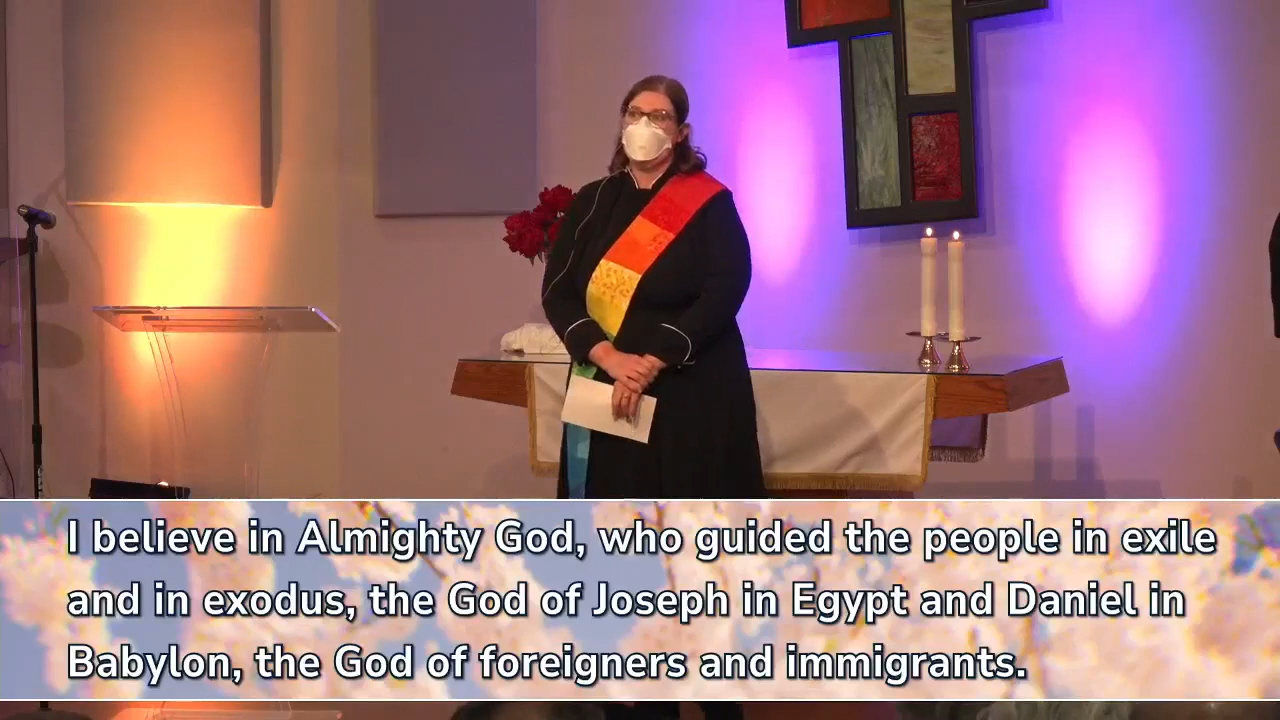 I believe in Almighty God, who guided the people in exile
and in exodus, the God of Joseph in Egypt and Daniel in
Babylon, the God of foreigners and immigrants.